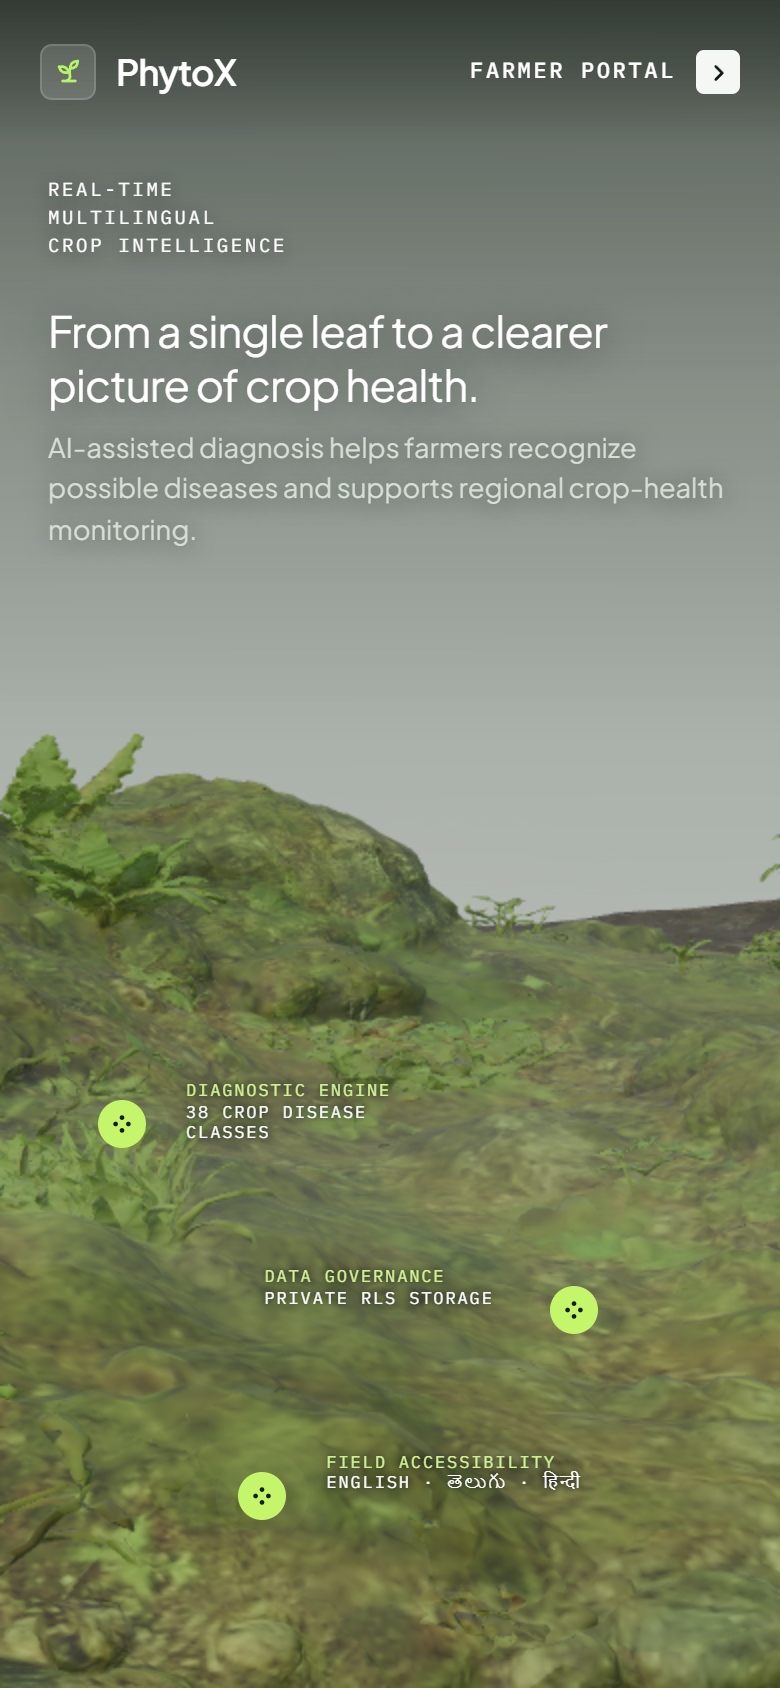 PhytoX
FARMER PORTAL
REAL-TIME
MULTILINGUAL
CROP INTELLIGENCE
From a single leaf to a clearer
picture of crop health.
AI-assisted diagnosis helps farmers recognize
possible diseases and supports regional crop-health
monitoring.
DIAGNOSTIC ENGINE
38 CROP DISEASE
CLASSES
DATA GOVERNANCE
PRIVATE RLS STORAGE
FIELD ACCESSIBILITY
ENGLISH · తెలుగు · हिन्दी